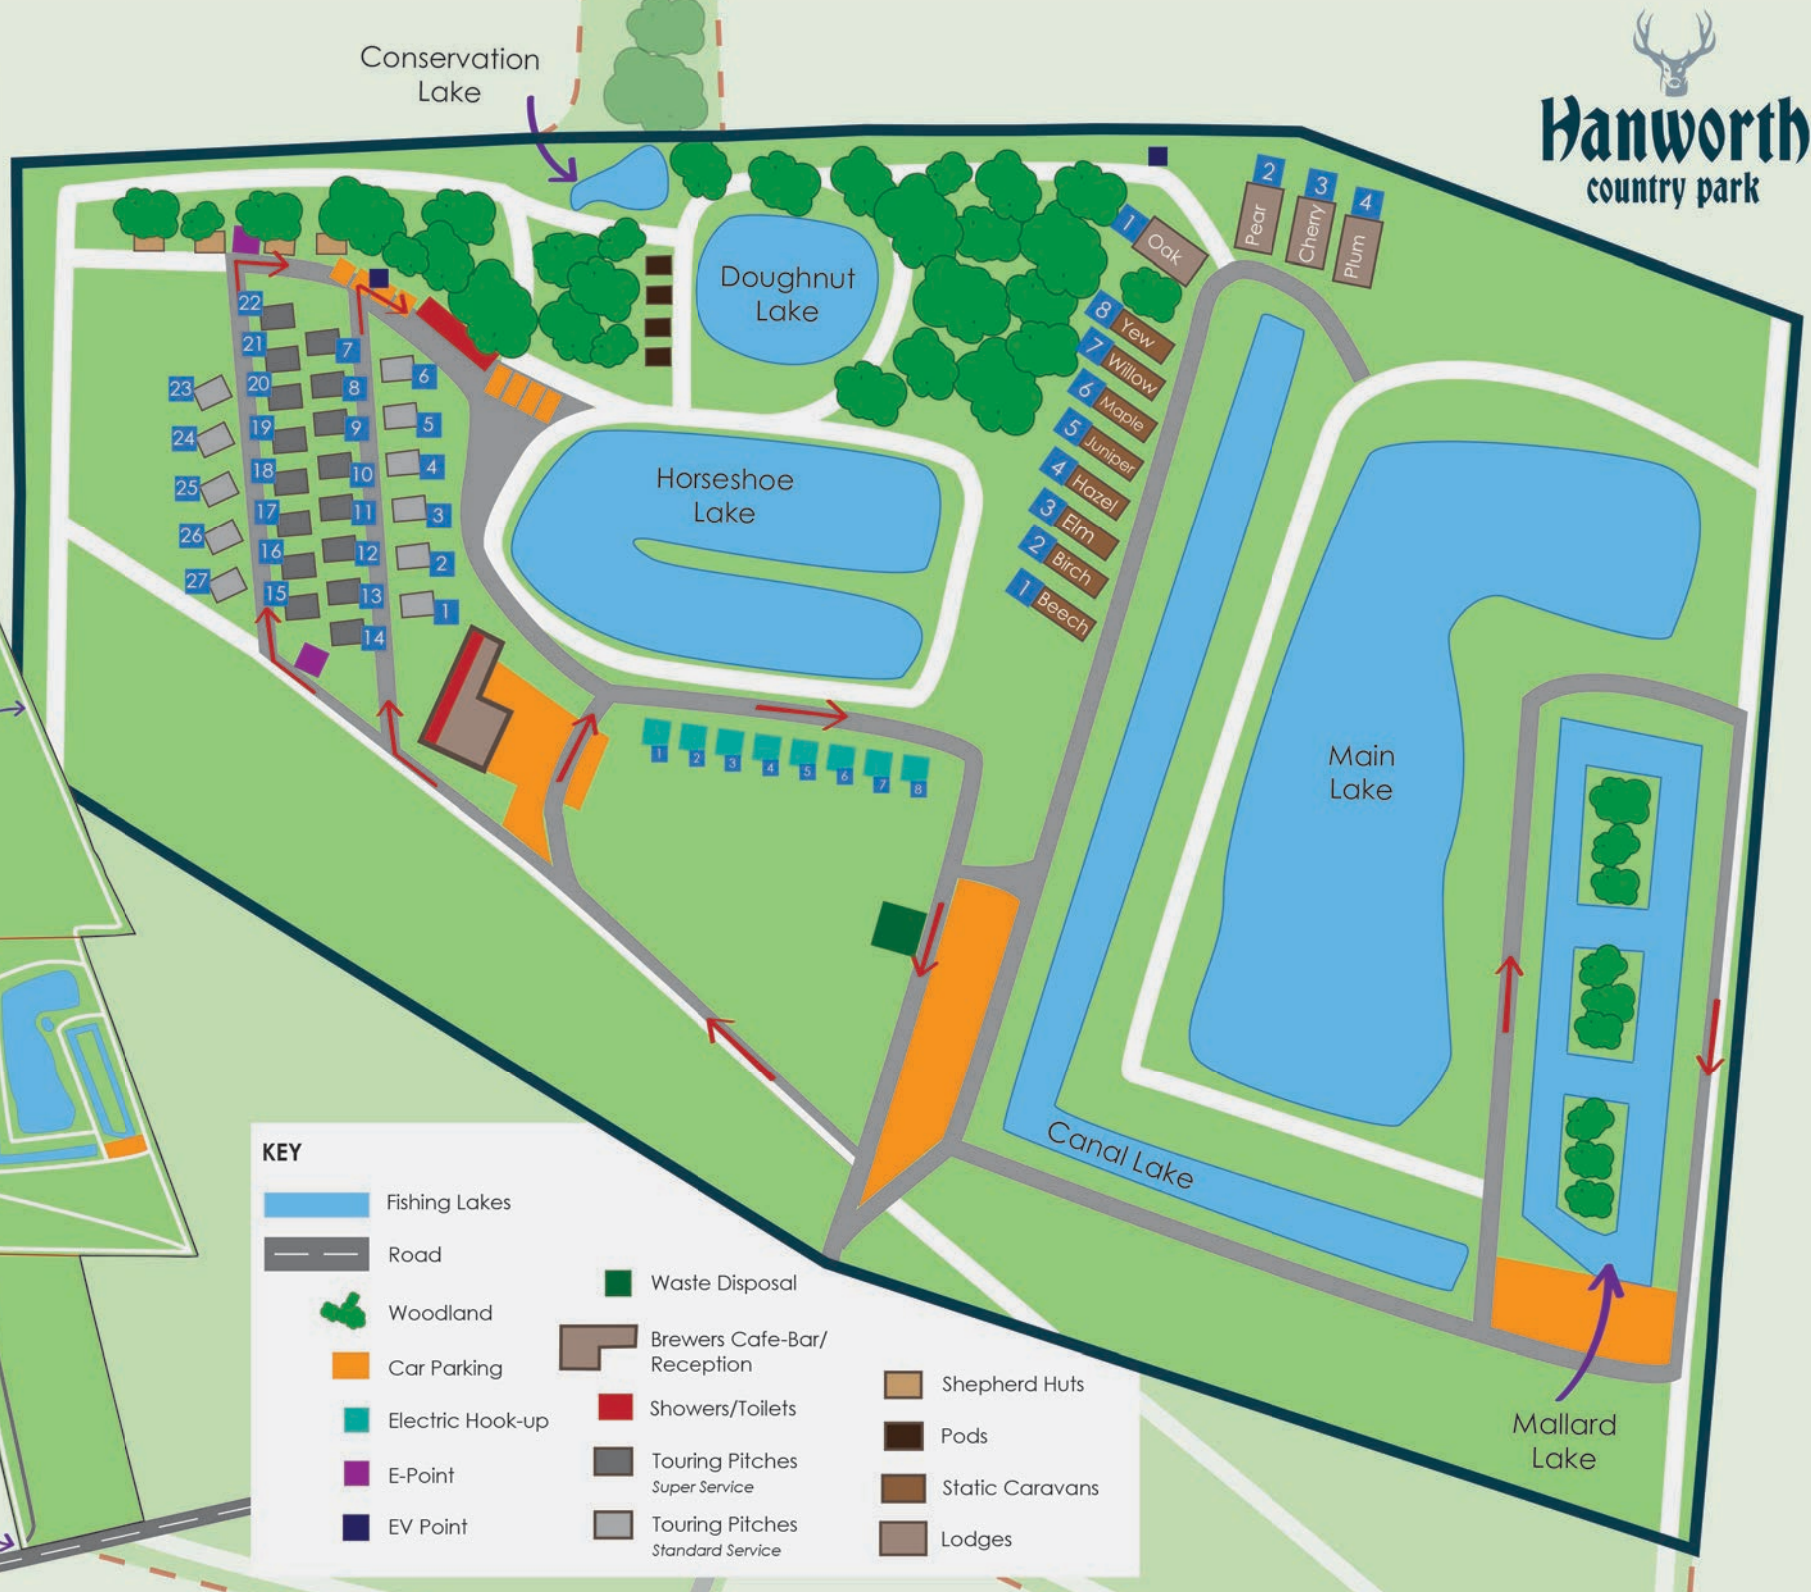 Conservation
Lake
Hanworth
country park
2
3
4
Pear
Cherry
Plum
1
Oak
Doughnut
Lake
8
Yew
7
Willow
6
Maple
5
Juniper
4
Hazel
3
Elm
2
Birch
1
Beech
22
21
20
19
18
17
16
15
7
8
9
10
11
12
13
14
6
5
4
3
2
1
23
24
25
26
27
Horseshoe
Lake
1
2
3
4
5
6
7
8
Main
Lake
Canal Lake
Mallard
Lake
KEY
Fishing Lakes
Road
Woodland
Car Parking
Electric Hook-up
E-Point
EV Point
Waste Disposal
Brewers Cafe-Bar/
Reception
Showers/Toilets
Touring Pitches
Super Service
Touring Pitches
Standard Service
Shepherd Huts
Pods
Static Caravans
Lodges